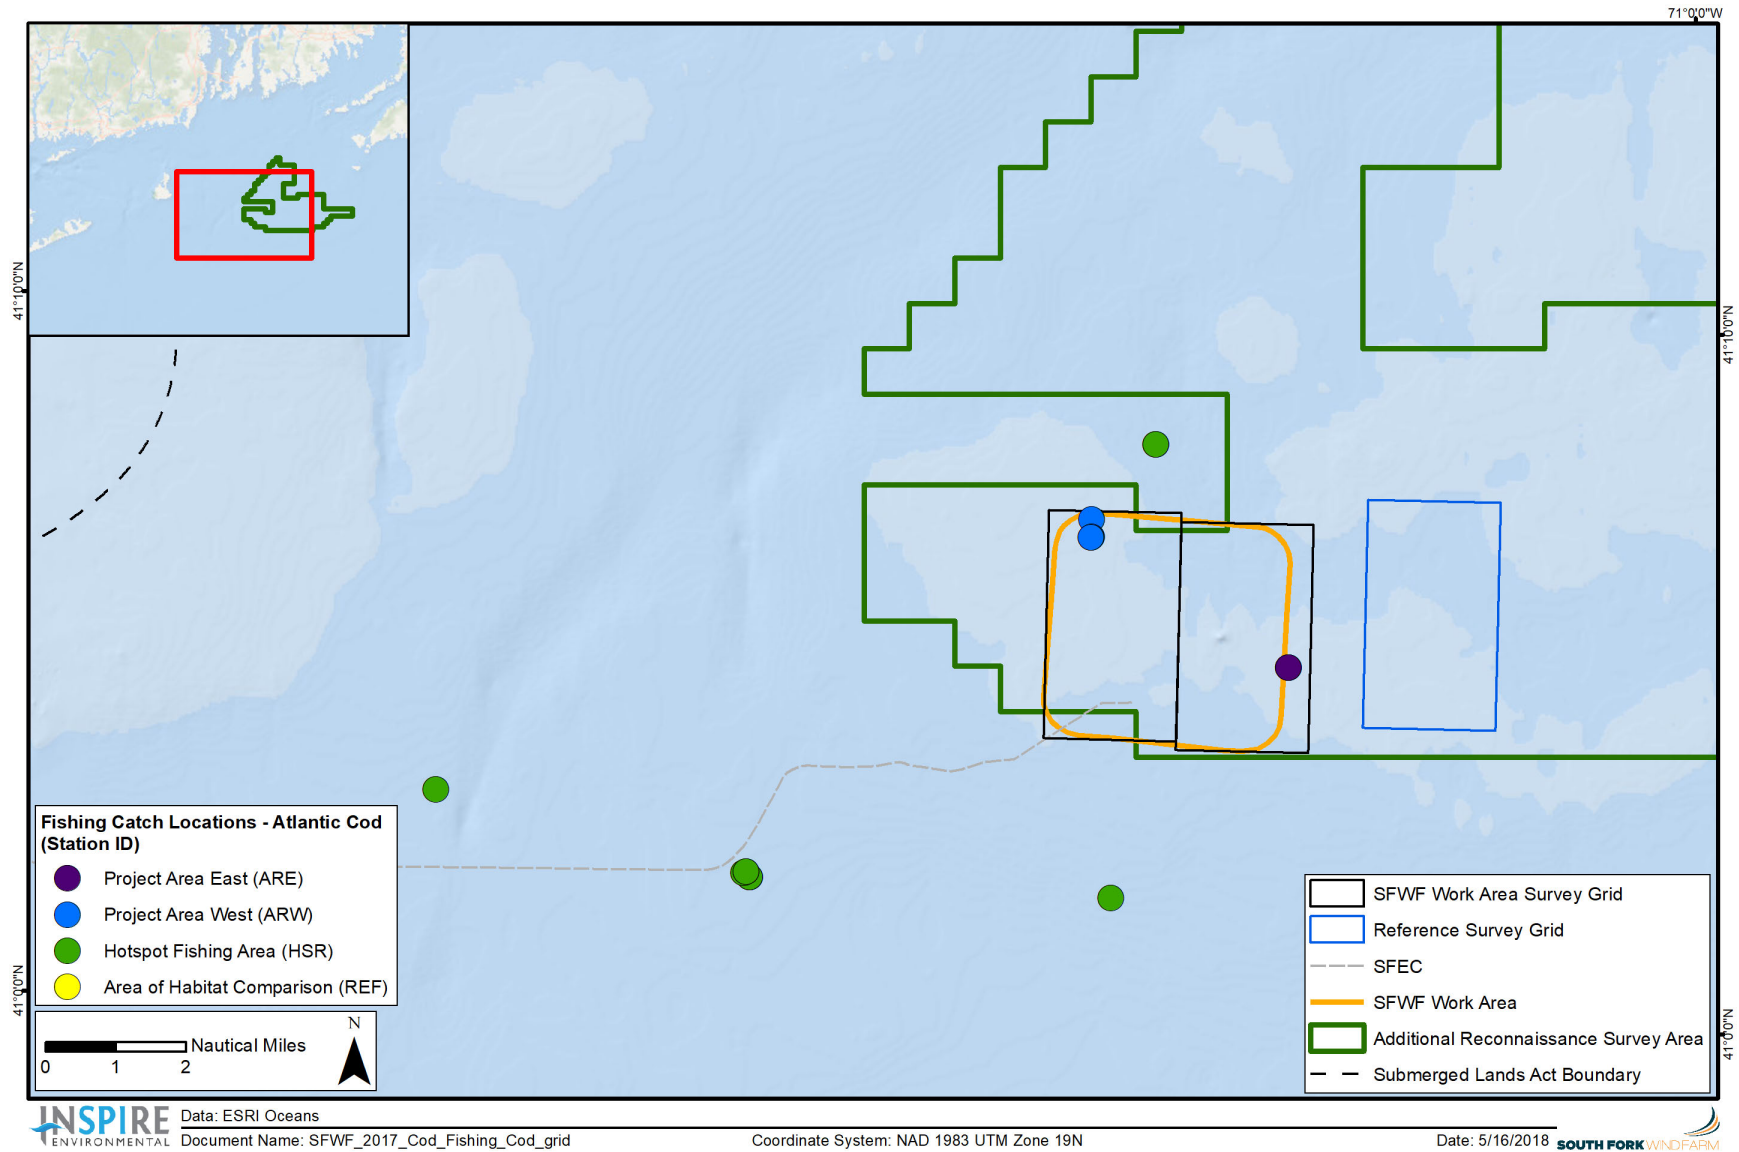 71°0'0"W
41°10'0"N
41°10'0"N
Fishing Catch Locations - Atlantic Cod
(Station ID)
Project Area East (ARE)
Project Area West (ARW)
Hotspot Fishing Area (HSR)
Area of Habitat Comparison (REF)
SFWF Work Area Survey Grid
Reference Survey Grid
SFEC
SFWF Work Area
Additional Reconnaissance Survey Area
Submerged Lands Act Boundary
41°0'0"N
41°0'0"N
N
Nautical Miles
0 1 2
INSPIRE
ENVIRONMENTAL
Data: ESRI Oceans
Document Name: SFWF_2017_Cod_Fishing_Cod_grid
Coordinate System: NAD 1983 UTM Zone 19N
Date: 5/16/2018
SOUTH FORK WIND FARM